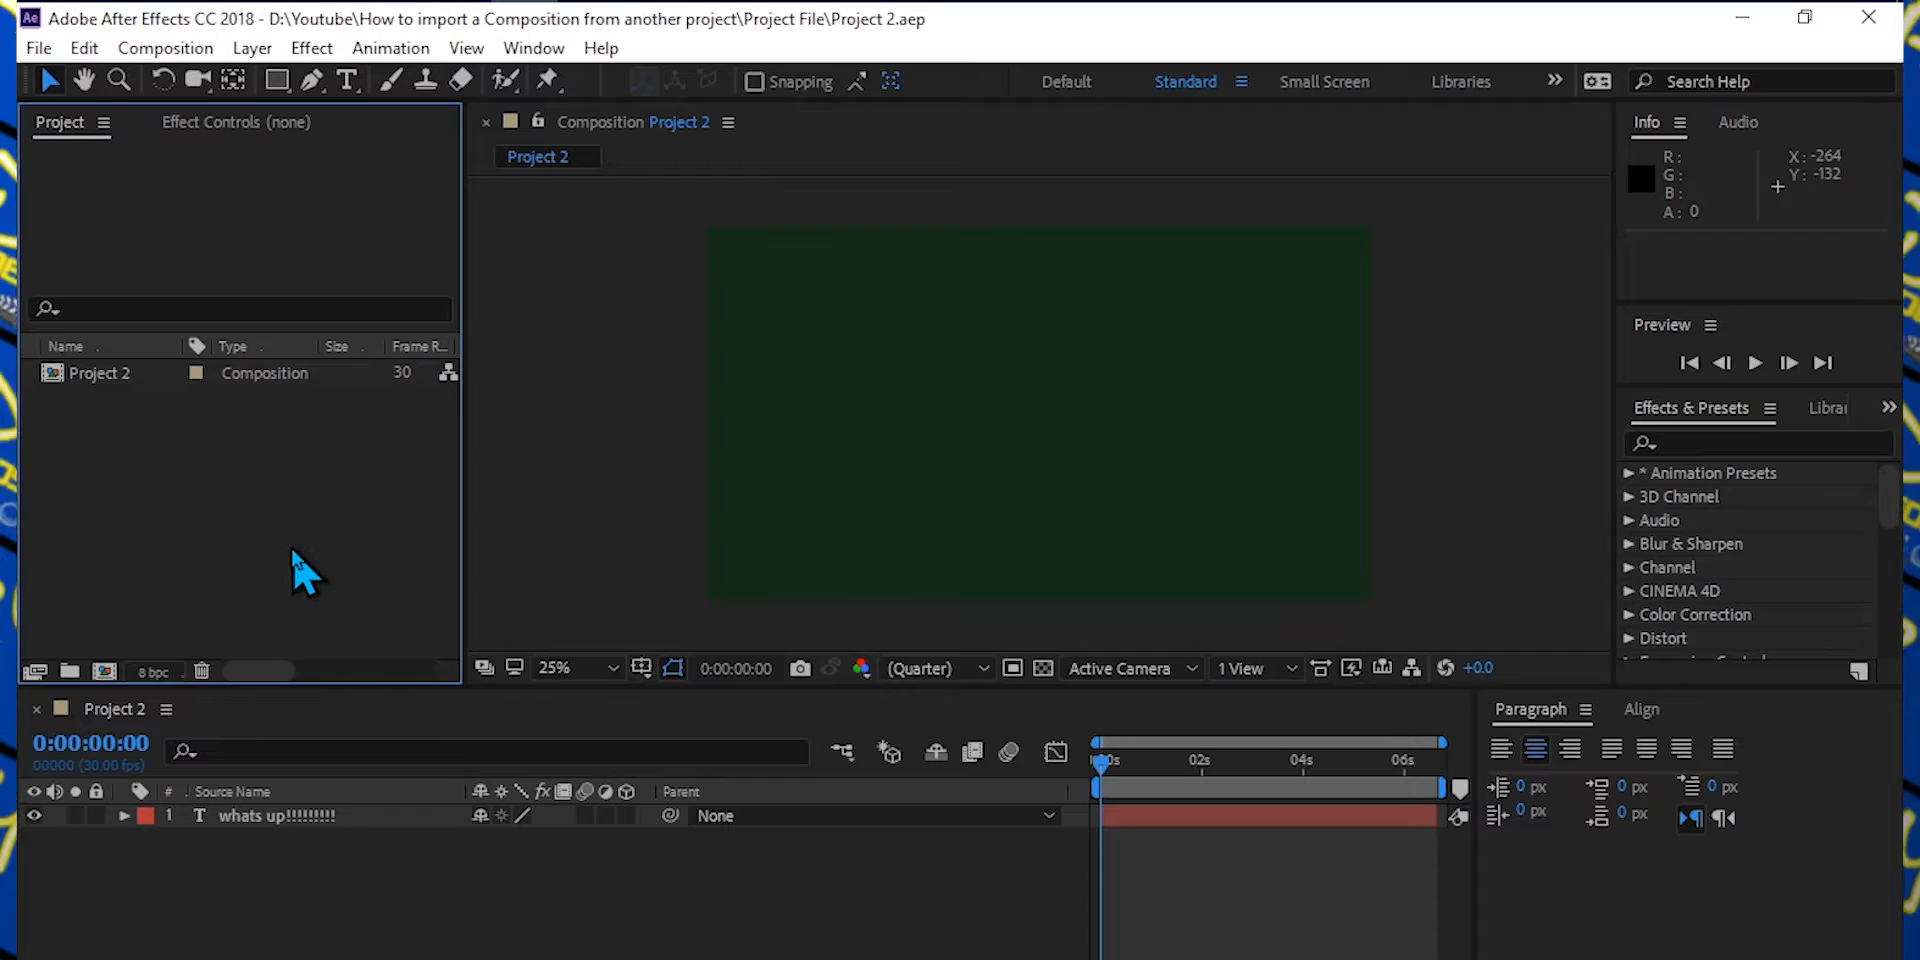 Adobe After Effects CC 2018 - D:\Youtube\How to import a Composition from another project\Project File\Project 2.aep
File Edit Composition Layer Effect Animation View Window Help
Snapping Default Standard Small Screen Libraries Search Help
Project Effect Controls (none)
Composition Project 2
Project 2
Info Audio
R:
G:
B:
A: 0
X: -264
Y: -132
Name Type Size Frame R...
Project 2 Composition 30
Preview
Effects & Presets Librar
* Animation Presets
3D Channel
Audio
Blur & Sharpen
Channel
CINEMA 4D
Color Correction
Distort
8 bpc
25% 0:00:00:00 (Quarter) Active Camera 1 View +0.0
Project 2
0:00:00:00
00000 (30.00 fps)
02s 04s 06s
# Source Name fx Parent
1 T whats up!!!!!!!!! None
Paragraph Align
0 px 0 px 0 px
0 px 0 px